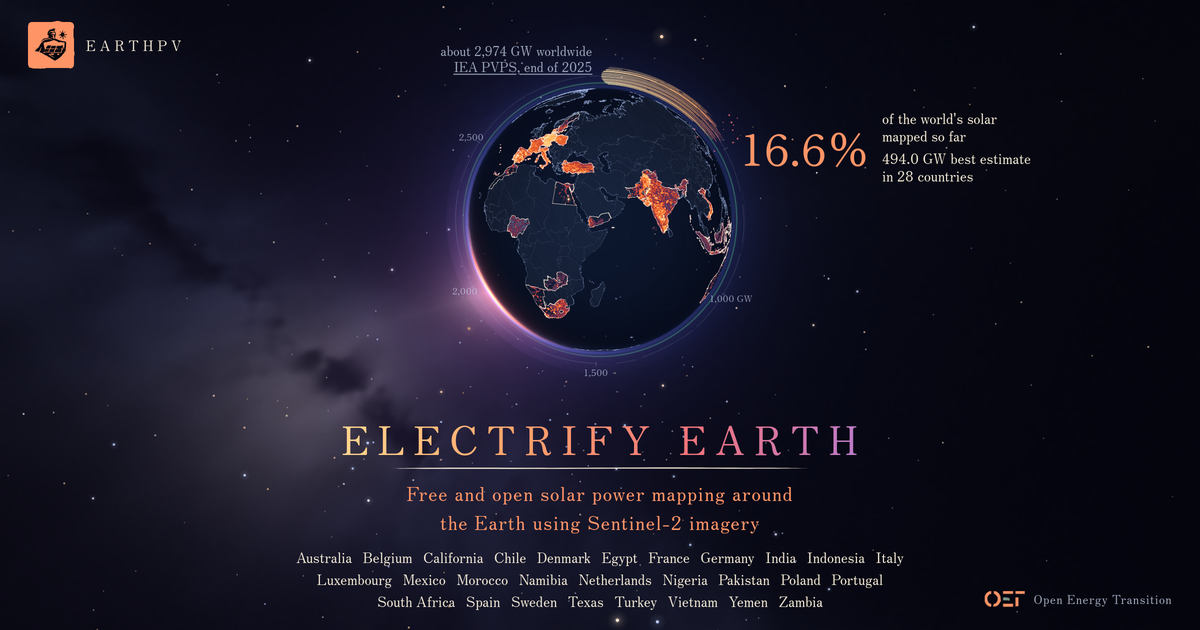 EARTHPV
about 2,974 GW worldwide
IEA PVPS, end of 2025
2,500
2,000
1,500
1,000 GW
16.6%
of the world's solar
mapped so far
494.0 GW best estimate
in 28 countries
ELECTRIFY EARTH
Free and open solar power mapping around
the Earth using Sentinel-2 imagery
Australia Belgium California Chile Denmark Egypt France Germany India Indonesia Italy
Luxembourg Mexico Morocco Namibia Netherlands Nigeria Pakistan Poland Portugal
South Africa Spain Sweden Texas Turkey Vietnam Yemen Zambia
OET Open Energy Transition